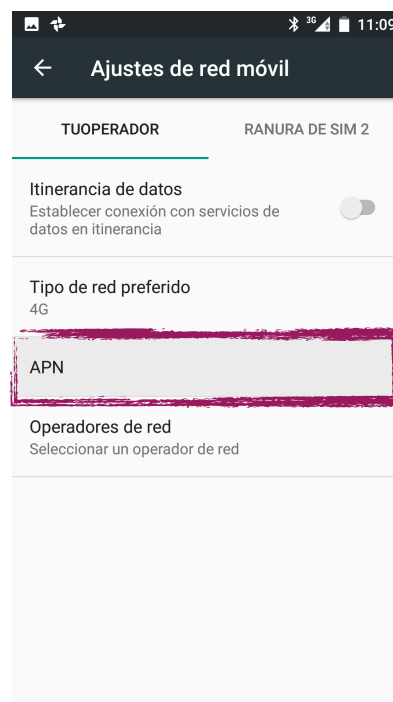 3G 11:09
Ajustes de red móvil
TUOPERADOR RANURA DE SIM 2
Itinerancia de datos
Establecer conexión con servicios de
datos en itinerancia
Tipo de red preferido
4G
APN
Operadores de red
Seleccionar un operador de red